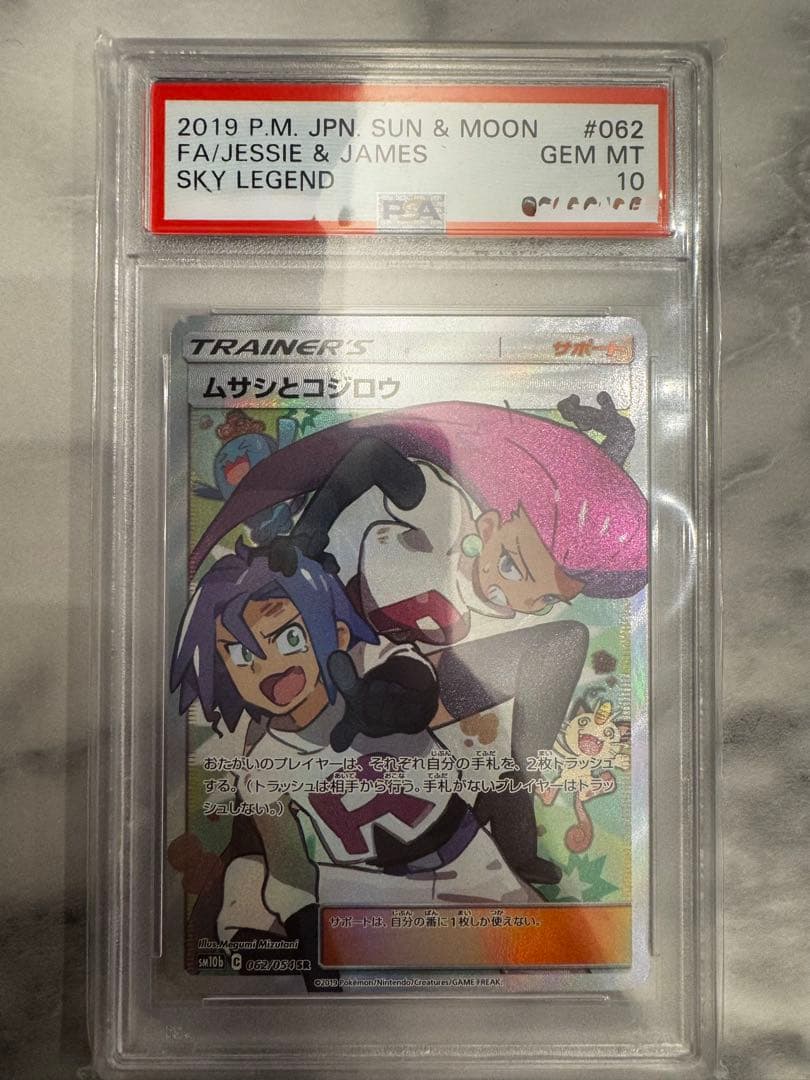 2019 P.M. JPN. SUN & MOON #062
FA/JESSIE & JAMES GEM MT
SKY LEGEND 10
PSA
TRAINER'S サポート
ムサシとコジロウ
おたがいのプレイヤーは、それぞれ自分の手札を、2枚トラッシュ
する。(トラッシュは相手から行う。手札がないプレイヤーはトラッ
シュしない。)
サポートは、自分の番に1枚しか使えない。
Illus.Megumi Mizutani
SM10b C 062/054 SR
©2019 Pokémon/Nintendo/Creatures/GAME FREAK.